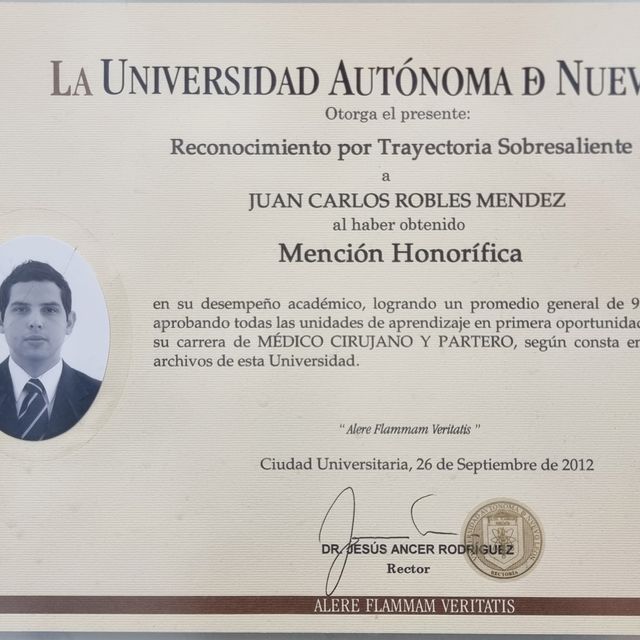 LA UNIVERSIDAD AUTÓNOMA DE NUEV
Otorga el presente:
Reconocimiento por Trayectoria Sobresaliente
a
JUAN CARLOS ROBLES MENDEZ
al haber obtenido
Mención Honorífica
en su desempeño académico, logrando un promedio general de 9
aprobando todas las unidades de aprendizaje en primera oportunidad
su carrera de MÉDICO CIRUJANO Y PARTERO, según consta en
archivos de esta Universidad.
“Alere Flammam Veritatis”
Ciudad Universitaria, 26 de Septiembre de 2012
DR. JESÚS ANCER RODRÍGUEZ
Rector
RECTORIA
ALERE FLAMMAM VERITATIS